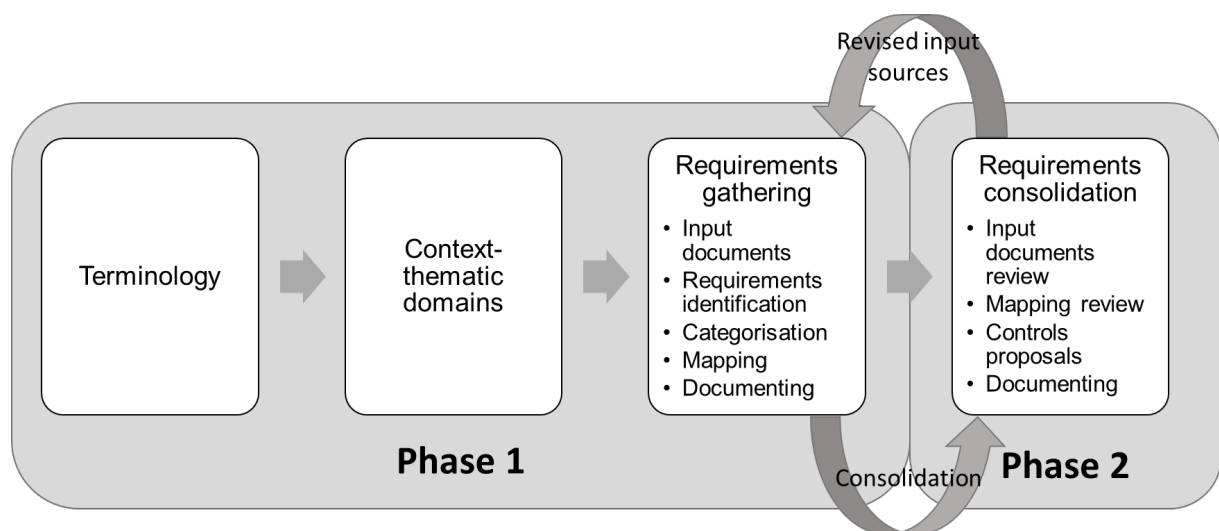 Revised input
sources
Terminology
Context-
thematic
domains
Requirements
gathering
• Input
documents
• Requirements
identification
• Categorisation
• Mapping
• Documenting
Requirements
consolidation
• Input
documents
review
• Mapping review
• Controls
proposals
• Documenting
Phase 1
Consolidation
Phase 2